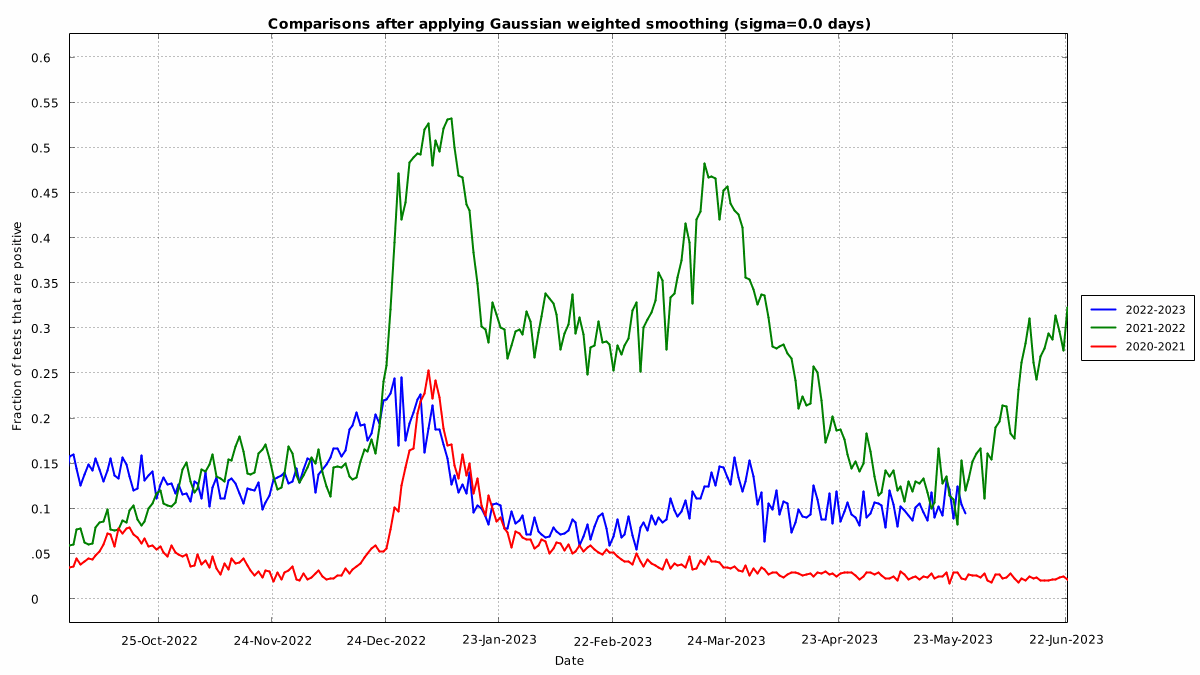 Comparisons after applying Gaussian weighted smoothing (sigma=0.0 days)
0.6
0.55
0.5
0.45
0.4
0.35
0.3
0.25
0.2
0.15
0.1
.05
0
Fraction of tests that are positive
25-Oct-2022
24-Nov-2022
24-Dec-2022
23-Jan-2023
22-Feb-2023
24-Mar-2023
23-Apr-2023
23-May-2023
22-Jun-2023
Date
2022-2023
2021-2022
2020-2021